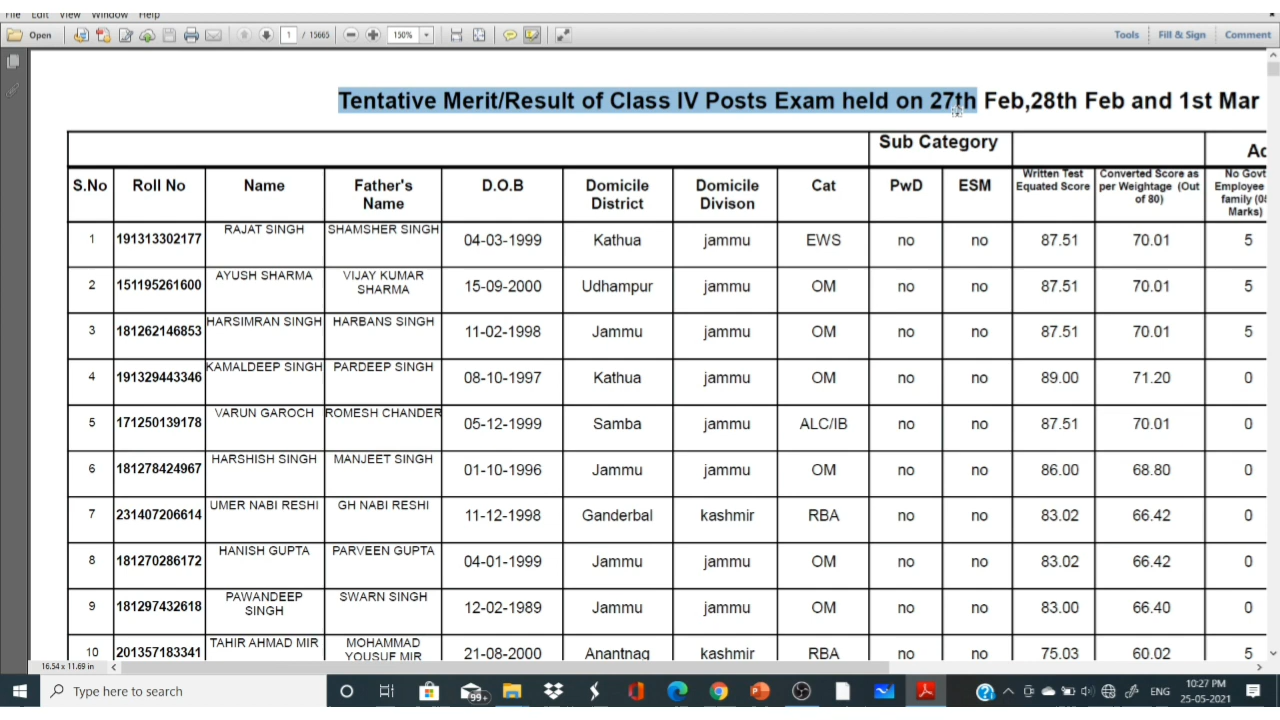 File Edit View Window Help
Open 1 / 15665 150% Tools Fill & Sign Comment
Tentative Merit/Result of Class IV Posts Exam held on 27th Feb,28th Feb and 1st Mar
Sub Category
S.No Roll No Name Father's Name D.O.B Domicile District Domicile Divison Cat PwD ESM Written Test Equated Score Converted Score as per Weightage (Out of 80) No Govt Employee family Marks)
1 191313302177 RAJAT SINGH SHAMSHER SINGH 04-03-1999 Kathua jammu EWS no no 87.51 70.01 5
2 151195261600 AYUSH SHARMA VIJAY KUMAR SHARMA 15-09-2000 Udhampur jammu OM no no 87.51 70.01 5
3 181262146853 HARSIMRAN SINGH HARBANS SINGH 11-02-1998 Jammu jammu OM no no 87.51 70.01 5
4 191329443346 KAMALDEEP SINGH PARDEEP SINGH 08-10-1997 Kathua jammu OM no no 89.00 71.20 0
5 171250139178 VARUN GAROCH ROMESH CHANDER 05-12-1999 Samba jammu ALC/IB no no 87.51 70.01 0
6 181278424967 HARSHISH SINGH MANJEET SINGH 01-10-1996 Jammu jammu OM no no 86.00 68.80 0
7 231407206614 UMER NABI RESHI GH NABI RESHI 11-12-1998 Ganderbal kashmir RBA no no 83.02 66.42 0
8 181270286172 HANISH GUPTA PARVEEN GUPTA 04-01-1999 Jammu jammu OM no no 83.02 66.42 0
9 181297432618 PAWANDEEP SINGH SWARN SINGH 12-02-1989 Jammu jammu OM no no 83.00 66.40 0
10 201357183341 TAHIR AHMAD MIR MOHAMMAD YOUSUF MIR 21-08-2000 Anantnag kashmir RBA no no 75.03 60.02 5
16.54 x 11.69 in
Type here to search 99+ ENG 10:27 PM
25-05-2021